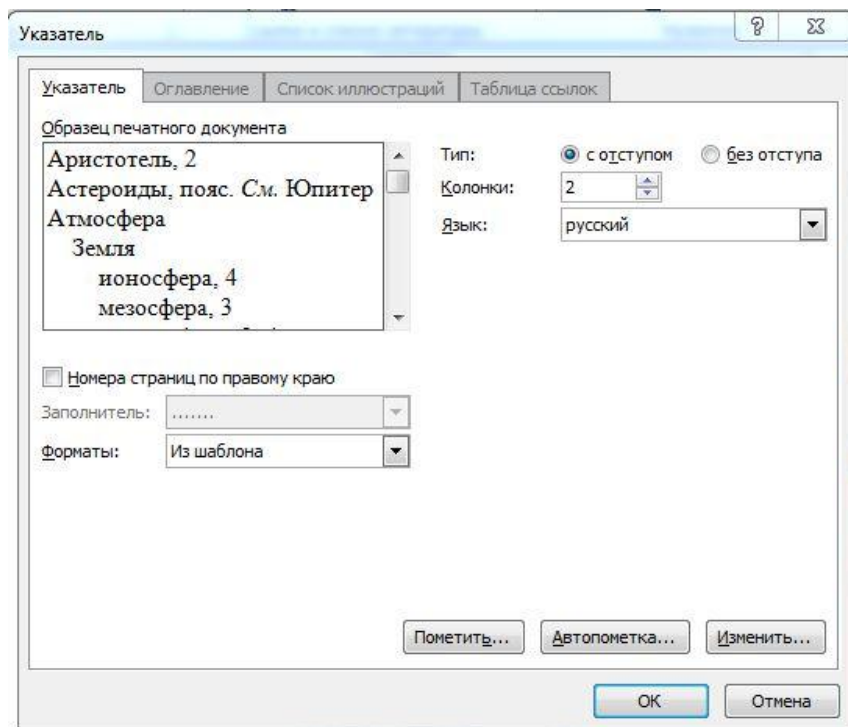 Указатель
Указатель Оглавление Список иллюстраций Таблица ссылок
Образец печатного документа
Аристотель, 2
Астероиды, пояс. См. Юпитер
Атмосфера
Земля
ионосфера, 4
мезосфера, 3
Тип: с отступом без отступа
Колонки: 2
Язык: русский
Номера страниц по правому краю
Заполнитель: .......
Форматы: Из шаблона
Пометить... Автопометка... Изменить...
ОК Отмена